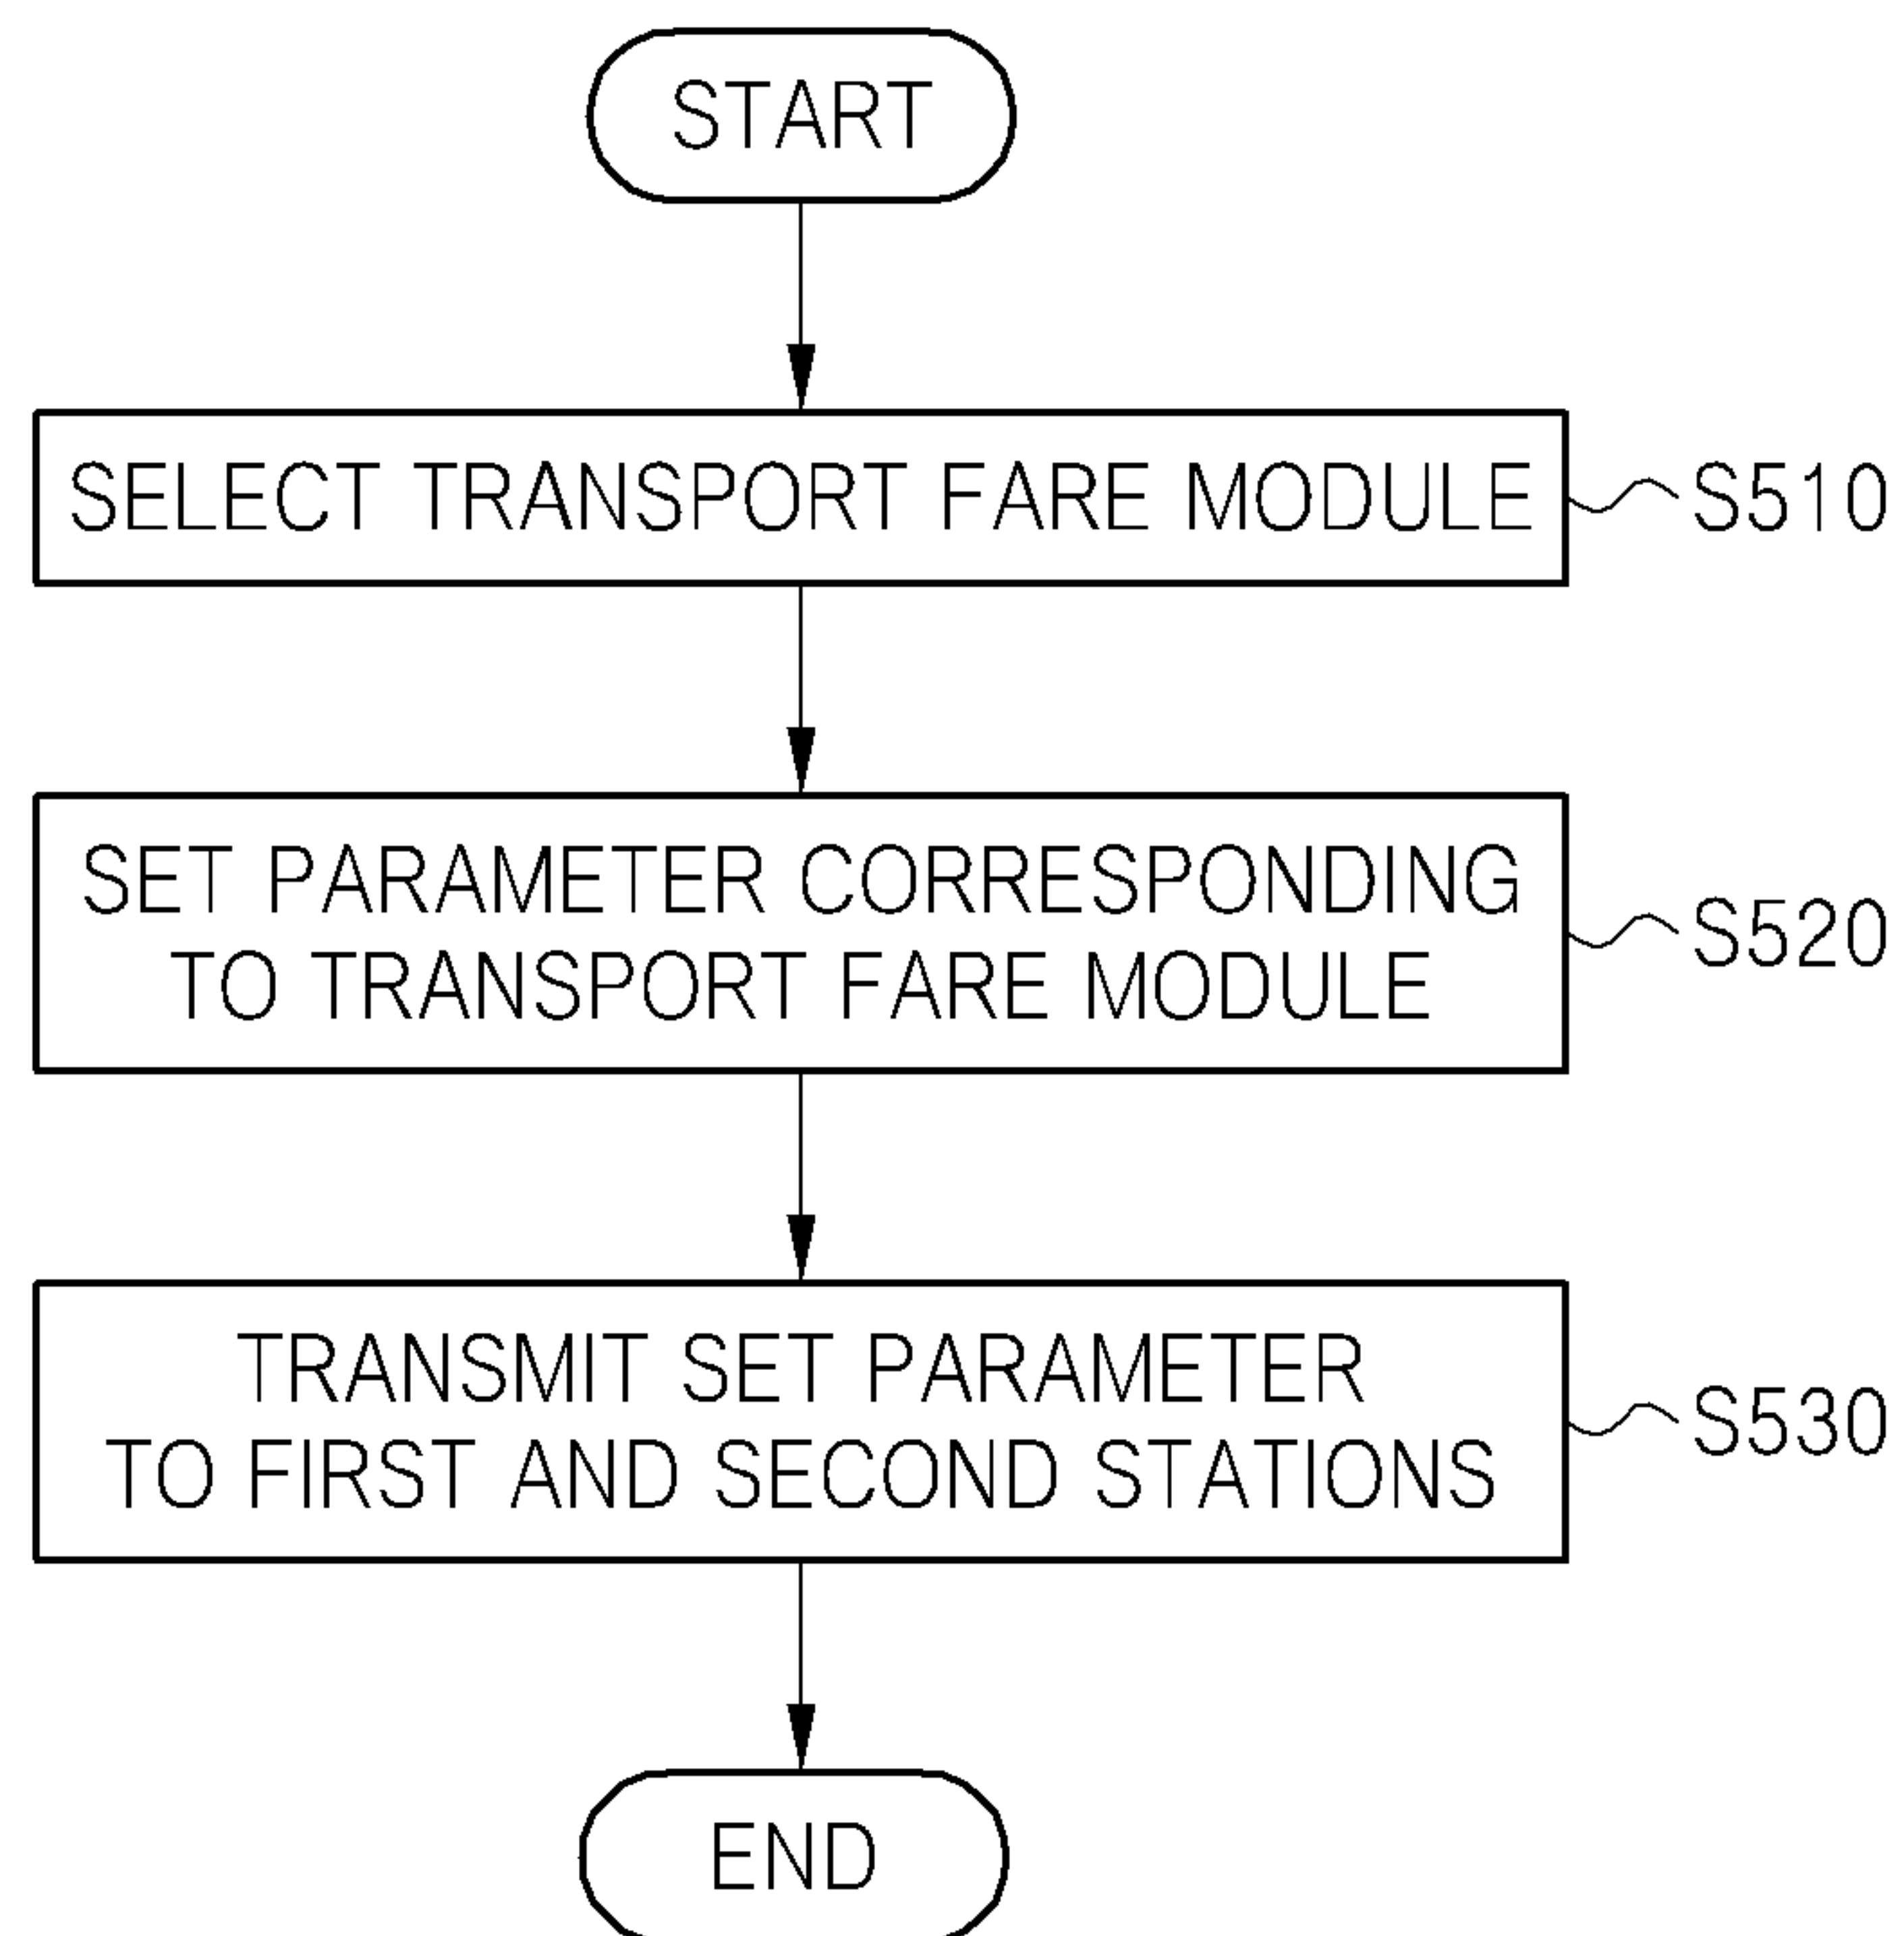 START
SELECT TRANSPORT FARE MODULE
S510
SET PARAMETER CORRESPONDING
TO TRANSPORT FARE MODULE
S520
TRANSMIT SET PARAMETER
TO FIRST AND SECOND STATIONS
S530
END